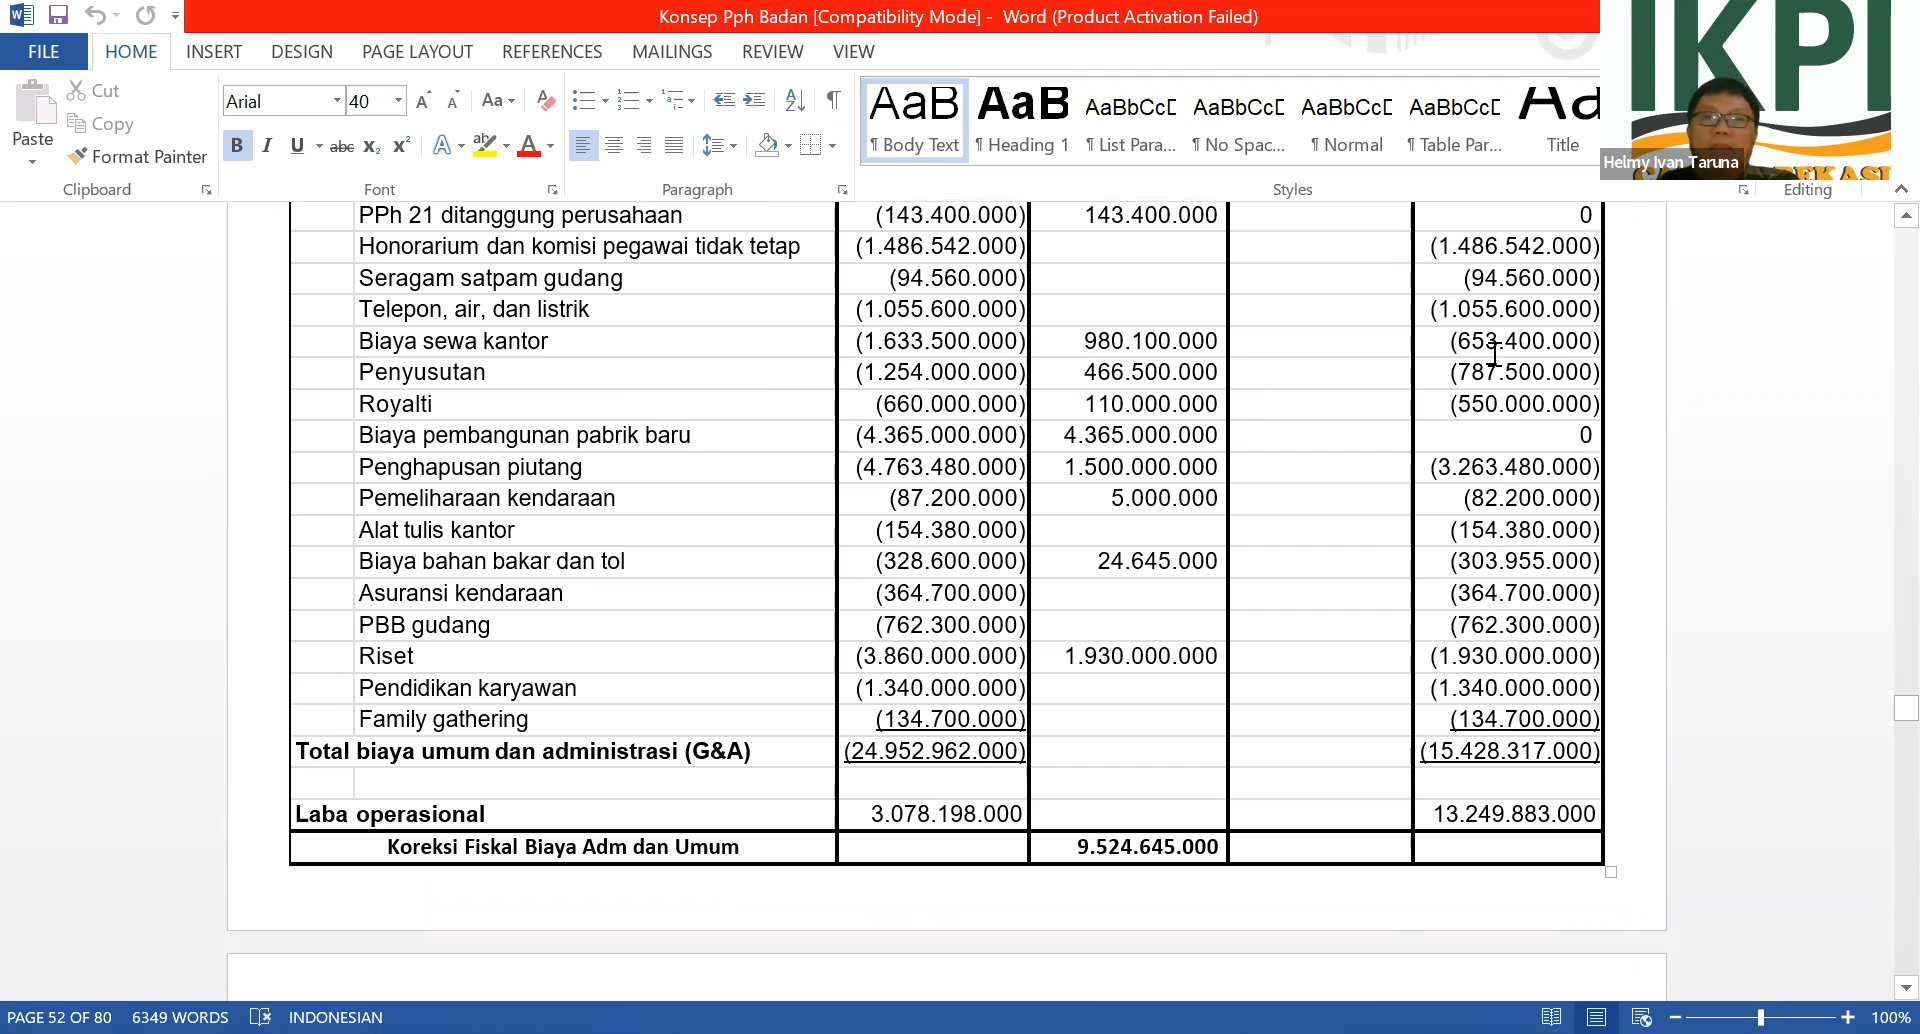 Konsep Pph Badan [Compatibility Mode] - Word (Product Activation Failed)
FILE HOME INSERT DESIGN PAGE LAYOUT REFERENCES MAILINGS REVIEW VIEW
IKPI
Cut
Copy
Format Painter
Paste
Clipboard
Arial 40
Font
Paragraph
AaB AaB AaBbCcD AaBbCcD AaBbCcD AaBbCcD
¶ Body Text ¶ Heading 1 ¶ List Para... ¶ No Spac... ¶ Normal ¶ Table Par... Title
Styles
Editing
Helmy Ivan Taruna
PPh 21 ditanggung perusahaan (143.400.000) 143.400.000 0
Honorarium dan komisi pegawai tidak tetap (1.486.542.000) (1.486.542.000)
Seragam satpam gudang (94.560.000) (94.560.000)
Telepon, air, dan listrik (1.055.600.000) (1.055.600.000)
Biaya sewa kantor (1.633.500.000) 980.100.000 (653.400.000)
Penyusutan (1.254.000.000) 466.500.000 (787.500.000)
Royalti (660.000.000) 110.000.000 (550.000.000)
Biaya pembangunan pabrik baru (4.365.000.000) 4.365.000.000 0
Penghapusan piutang (4.763.480.000) 1.500.000.000 (3.263.480.000)
Pemeliharaan kendaraan (87.200.000) 5.000.000 (82.200.000)
Alat tulis kantor (154.380.000) (154.380.000)
Biaya bahan bakar dan tol (328.600.000) 24.645.000 (303.955.000)
Asuransi kendaraan (364.700.000) (364.700.000)
PBB gudang (762.300.000) (762.300.000)
Riset (3.860.000.000) 1.930.000.000 (1.930.000.000)
Pendidikan karyawan (1.340.000.000) (1.340.000.000)
Family gathering (134.700.000) (134.700.000)
Total biaya umum dan administrasi (G&A) (24.952.962.000) (15.428.317.000)
Laba operasional 3.078.198.000 13.249.883.000
Koreksi Fiskal Biaya Adm dan Umum 9.524.645.000
PAGE 52 OF 80 6349 WORDS INDONESIAN 100%